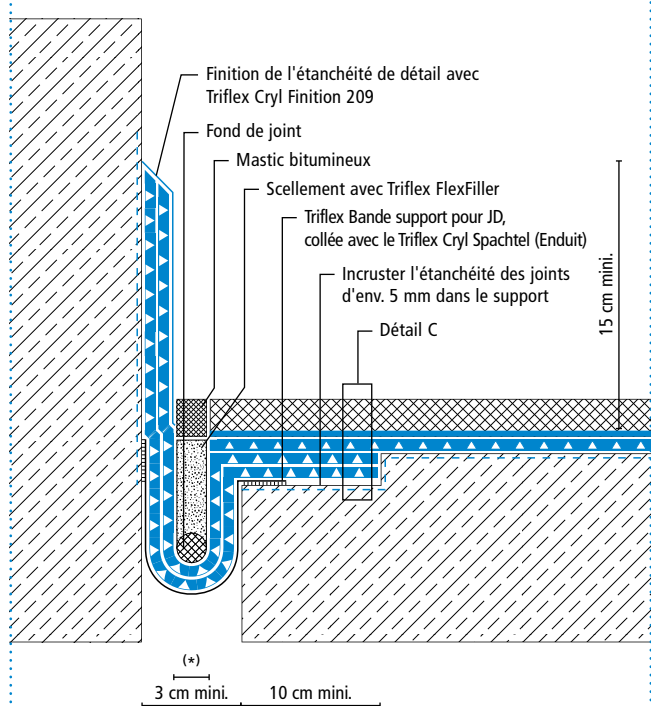 Finition de l'étanchéité de détail avec
Triflex Cryl Finition 209
Fond de joint
Mastic bitumineux
Scellement avec Triflex FlexFiller
Triflex Bande support pour JD,
collée avec le Triflex Cryl Spachtel (Enduit)
Incruster l'étanchéité des joints
d'env. 5 mm dans le support
Détail C
15 cm mini.
(*)
3 cm mini.
10 cm mini.